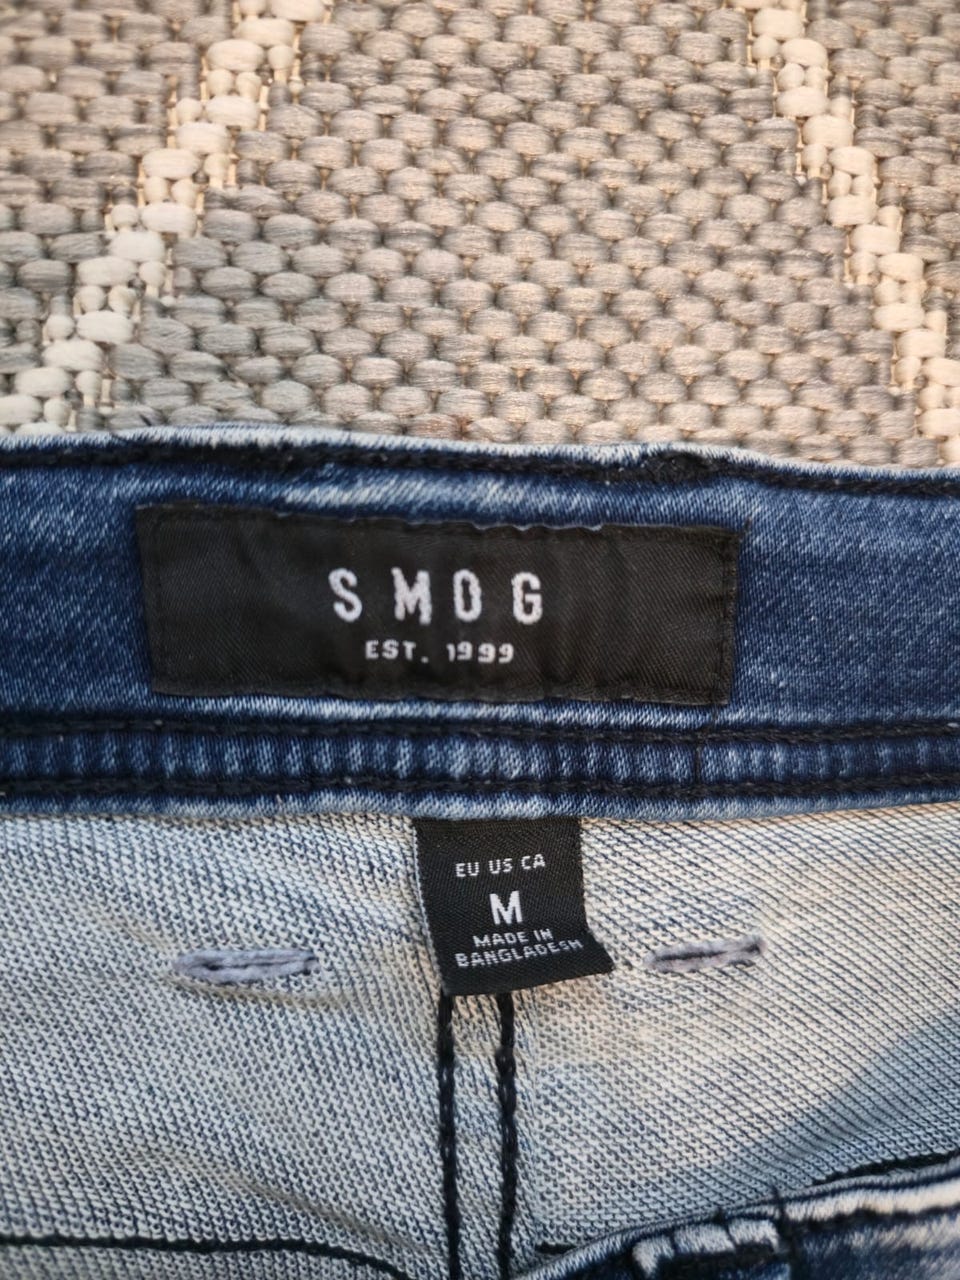 SMOG
EST. 1999
EU US CA
M
MADE IN
BANGLADESH